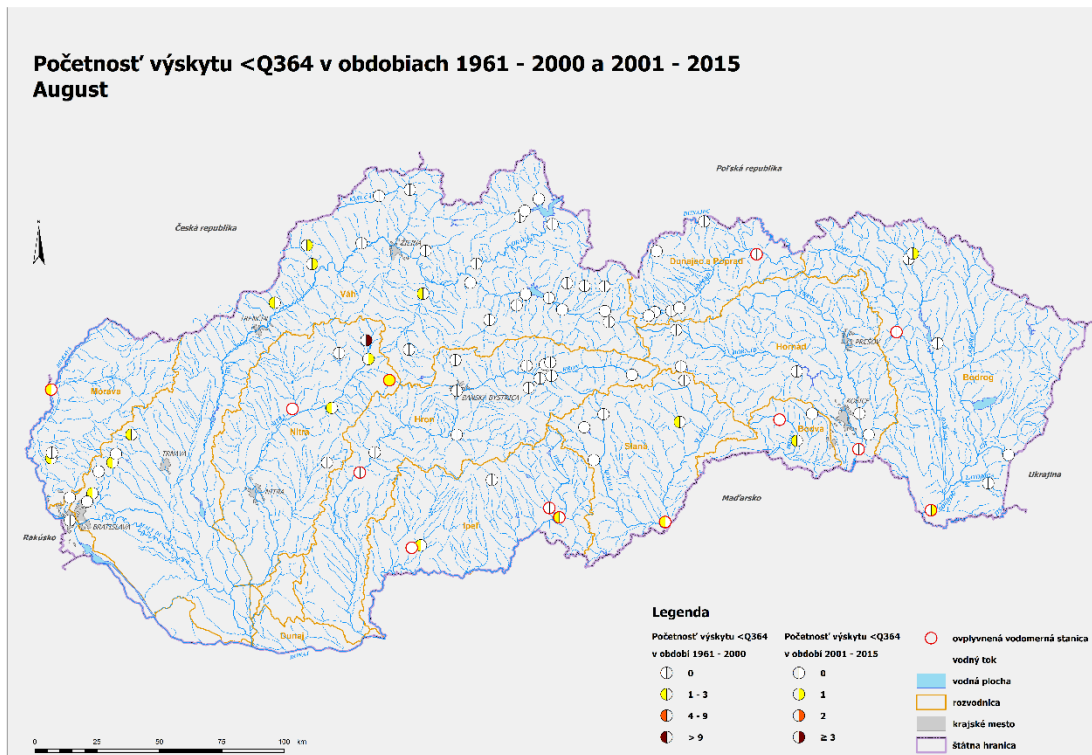 Početnosť výskytu <Q364 v obdobiach 1961 - 2000 a 2001 - 2015
August
Poľská republika
Česká republika
DUNAJEC
ŽILINA
Dunajec a Poprad
Váh
TRENČÍN
Hornád
PREŠOV
Morava
Bodrog
BANSKÁ BYSTRICA
Hron
Nitra
KOŠICE
Slaná
Bodva
TRNAVA
Ukrajina
NITRA
Maďarsko
Ipeľ
BRATISLAVA
Rakúsko
Dunaj
DUNAJ
Legenda
Početnosť výskytu <Q364
v období 1961 - 2000
0
1 - 3
4 - 9
> 9
Početnosť výskytu <Q364
v období 2001 - 2015
0
1
2
≥ 3
ovplyvnená vodomerná stanica
vodný tok
vodná plocha
rozvodnica
krajské mesto
štátna hranica
0 25 50 100 km